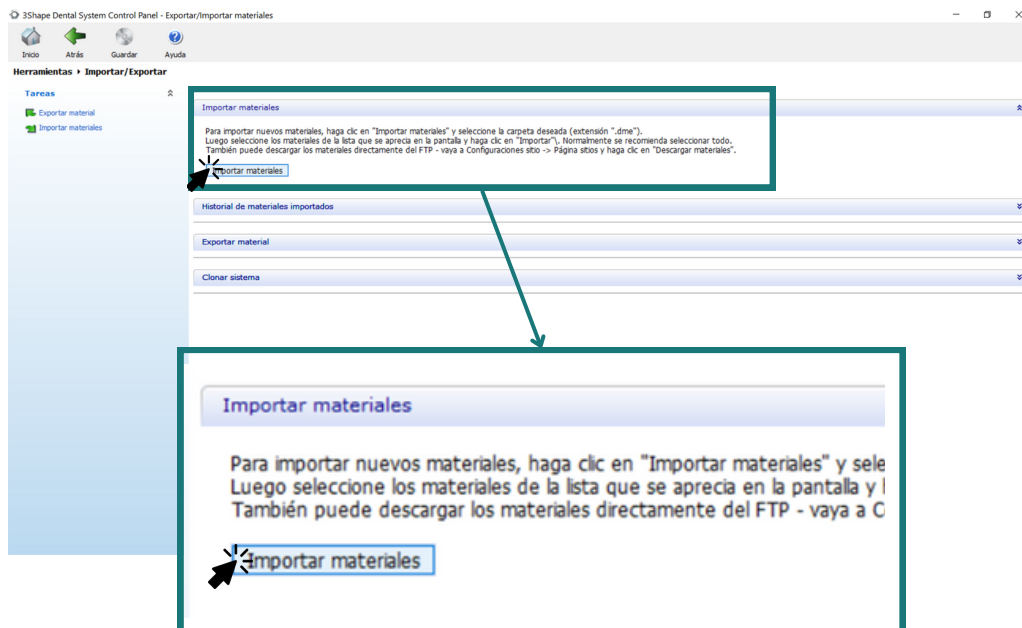 3Shape Dental System Control Panel - Exportar/Importar materiales
Inicio Atrás Guardar Ayuda
Herramientas Importar/Exportar
Tareas
Exportar material
Importar materiales
Importar materiales
Para importar nuevos materiales, haga clic en "Importar materiales" y seleccione la carpeta deseada (extensión ".dme").
Luego seleccione los materiales de la lista que se aprecia en la pantalla y haga clic en "Importar"\. Normalmente se recomienda seleccionar todo.
También puede descargar los materiales directamente del FTP - vaya a Configuraciones sitio -> Página sitios y haga clic en "Descargar materiales".
Importar materiales
Historial de materiales importados
Exportar material
Clonar sistema
Importar materiales
Para importar nuevos materiales, haga clic en "Importar materiales" y sele
Luego seleccione los materiales de la lista que se aprecia en la pantalla y
También puede descargar los materiales directamente del FTP - vaya a C
Importar materiales